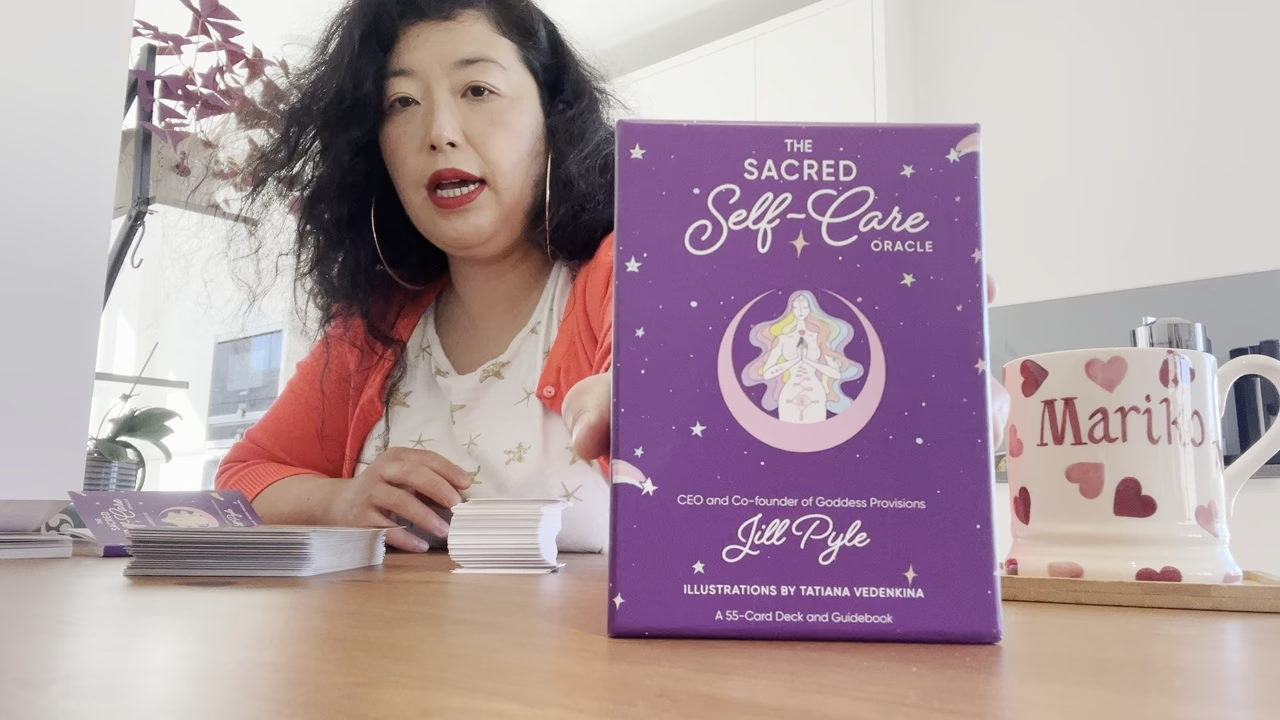 THE
SACRED
Self-Care
ORACLE
CEO and Co-founder of Goddess Provisions
Jill Pyle
ILLUSTRATIONS BY TATIANA VEDENKINA
A 55-Card Deck and Guidebook
Mariko